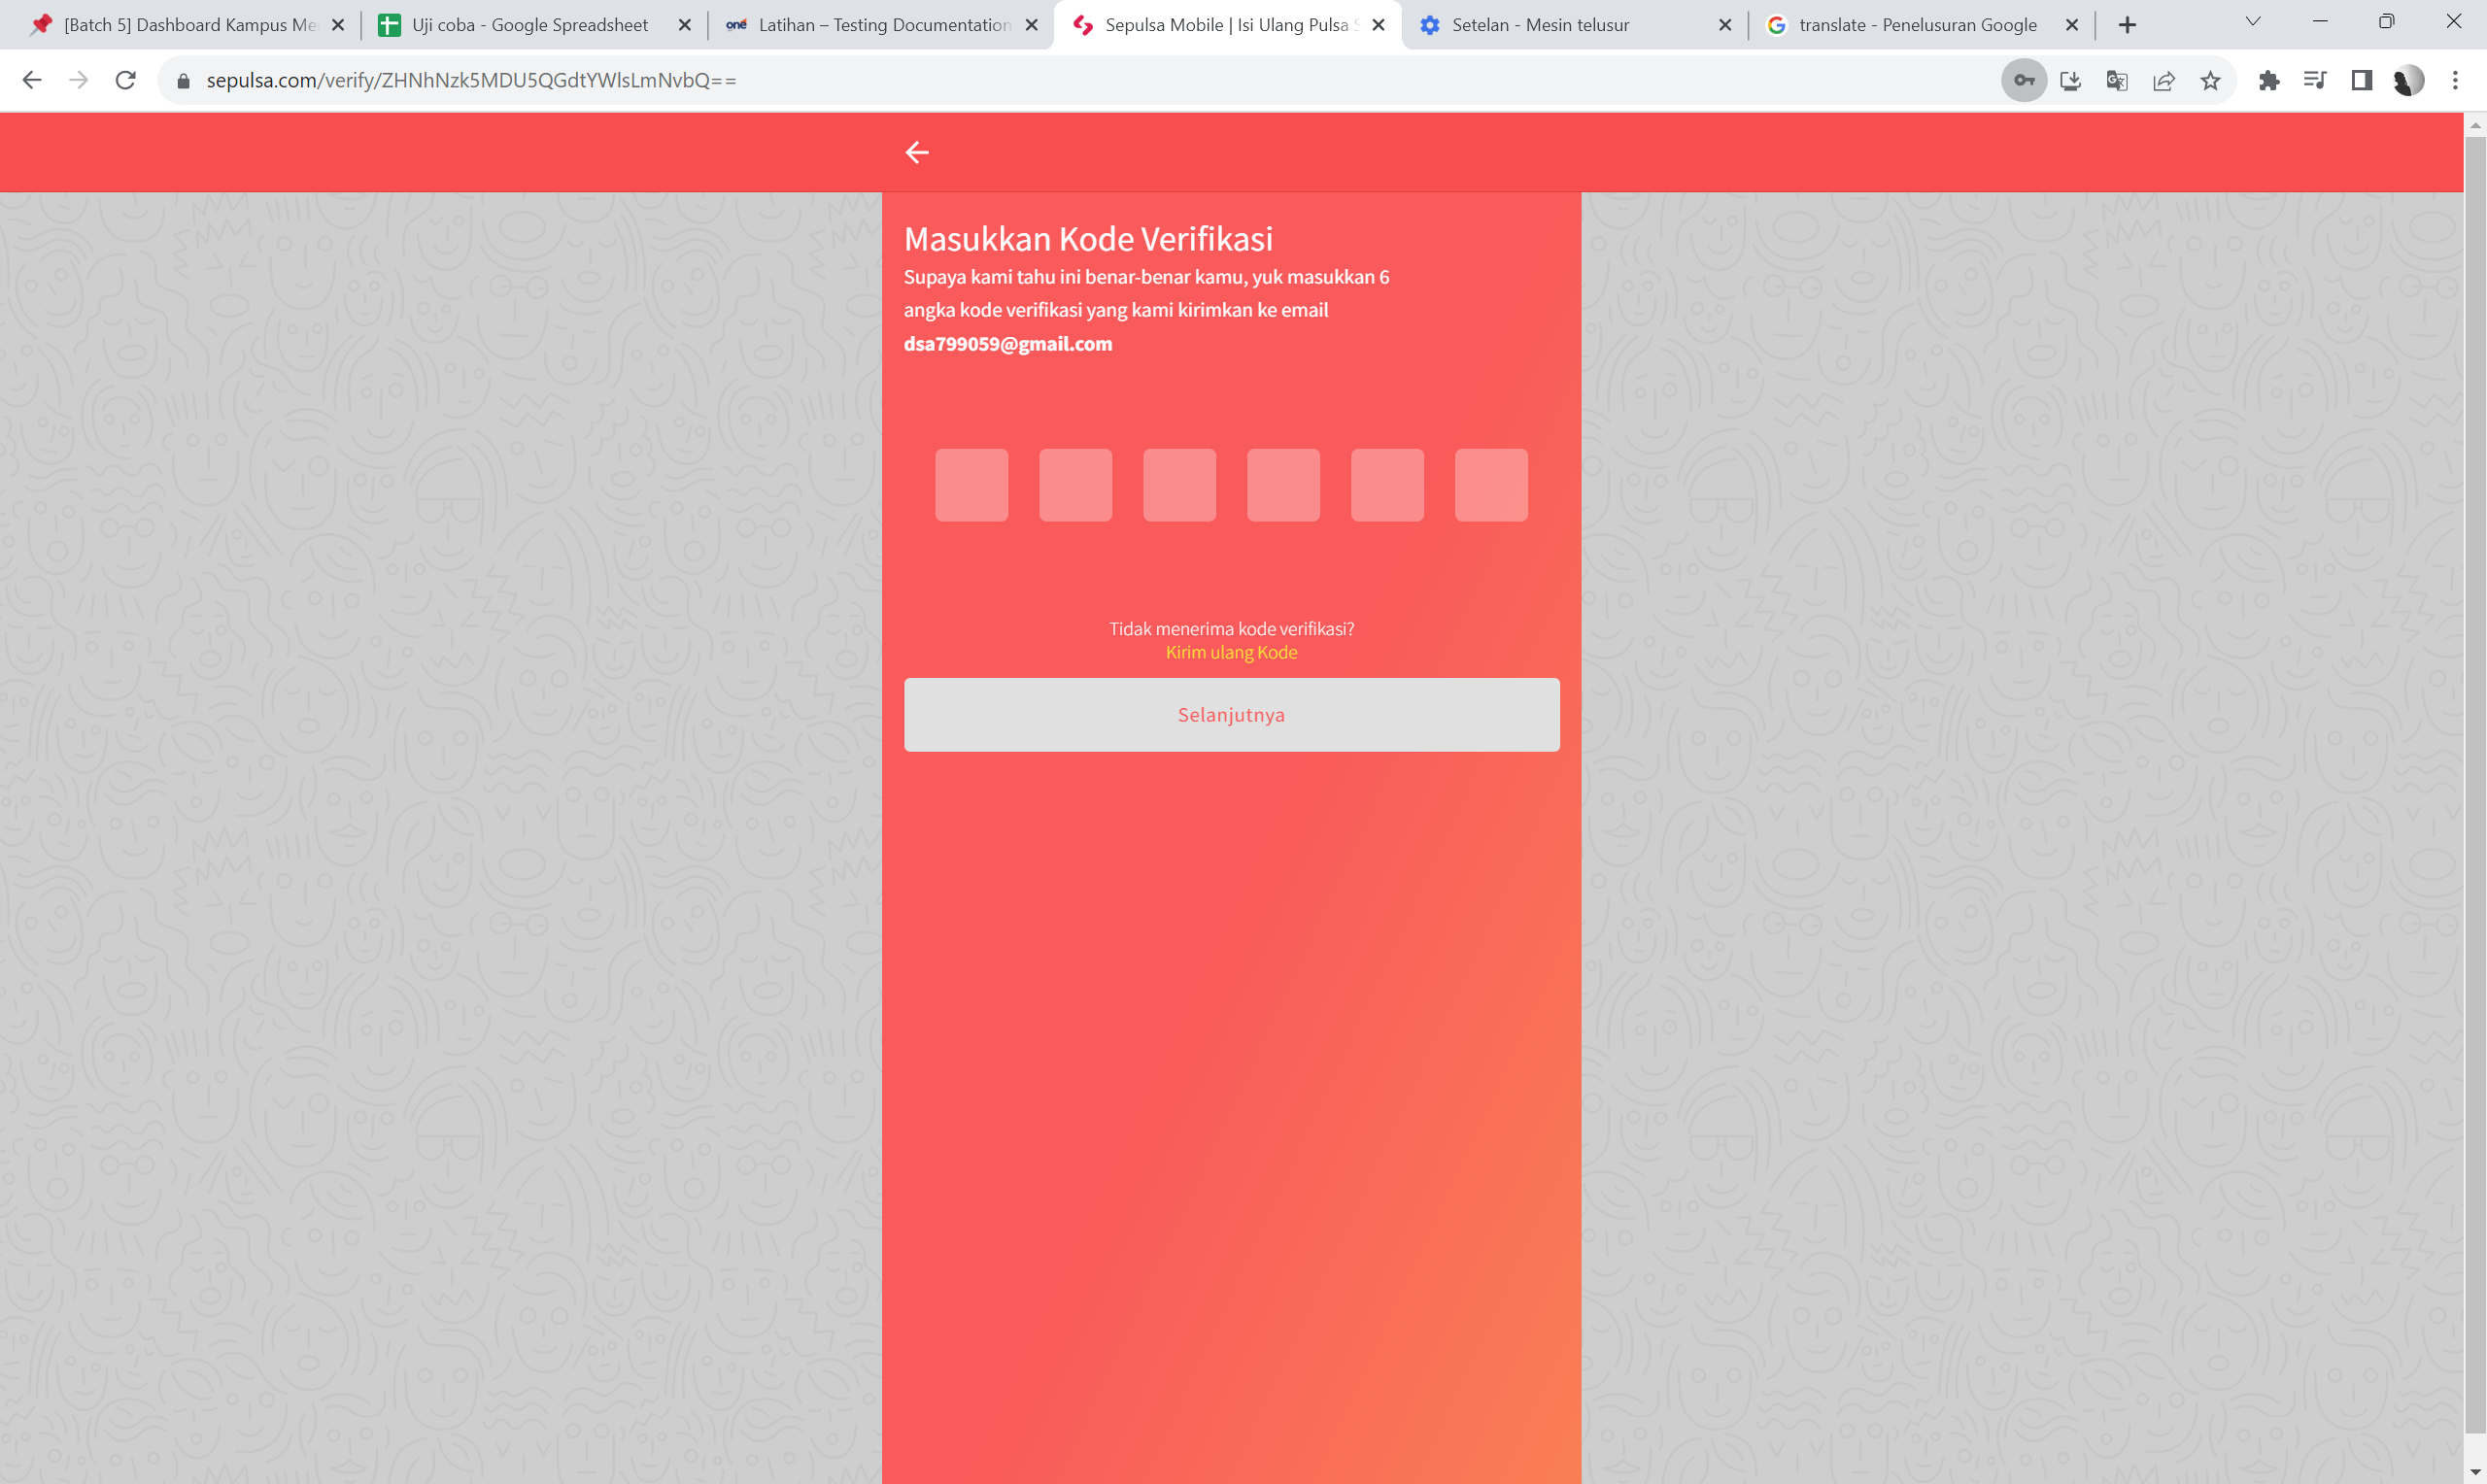 [Batch 5] Dashboard Kampus Me
Uji coba - Google Spreadsheet
Latihan – Testing Documentation
Sepulsa Mobile | Isi Ulang Pulsa S
Setelan - Mesin telusur
translate - Penelusuran Google
sepulsa.com/verify/ZHNhNzk5MDU5QGdtYWlsLmNvbQ==
Masukkan Kode Verifikasi
Supaya kami tahu ini benar-benar kamu, yuk masukkan 6
angka kode verifikasi yang kami kirimkan ke email
dsa799059@gmail.com
Tidak menerima kode verifikasi?
Kirim ulang Kode
Selanjutnya